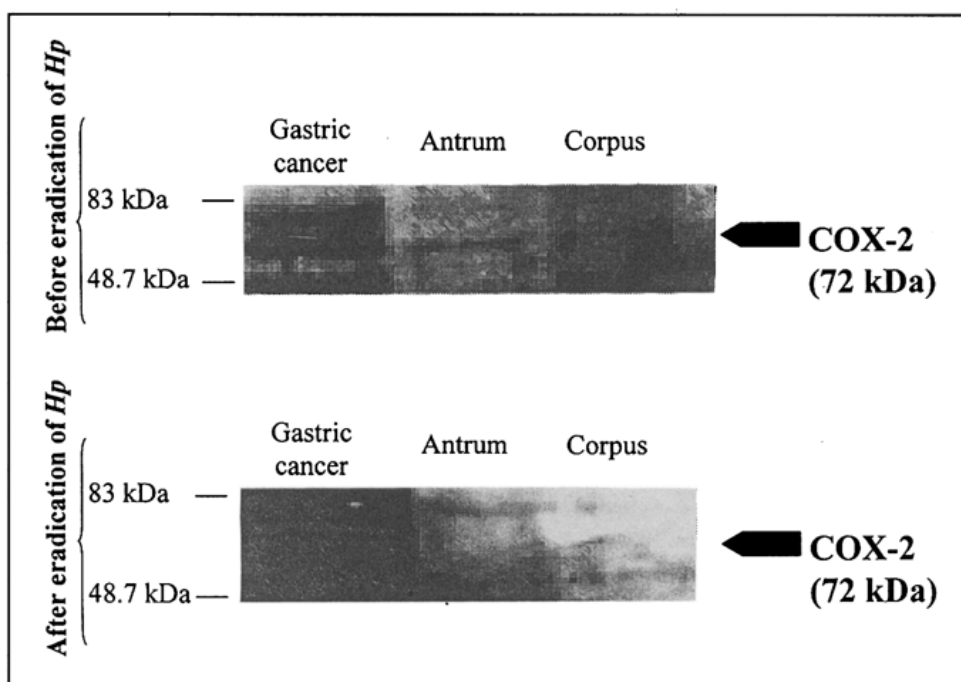 Before eradication of Hp
Gastric
cancer
Antrum
Corpus
83 kDa
48.7 kDa
COX-2
(72 kDa)
After eradication of Hp
Gastric
cancer
Antrum
Corpus
83 kDa
48.7 kDa
COX-2
(72 kDa)